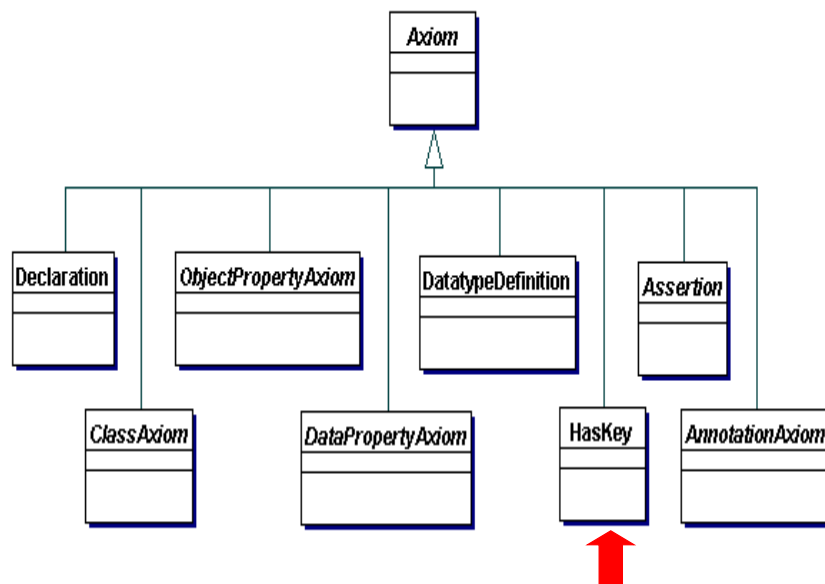 Axiom
Declaration
ObjectPropertyAxiom
DatatypeDefinition
Assertion
ClassAxiom
DataPropertyAxiom
HasKey
AnnotationAxiom